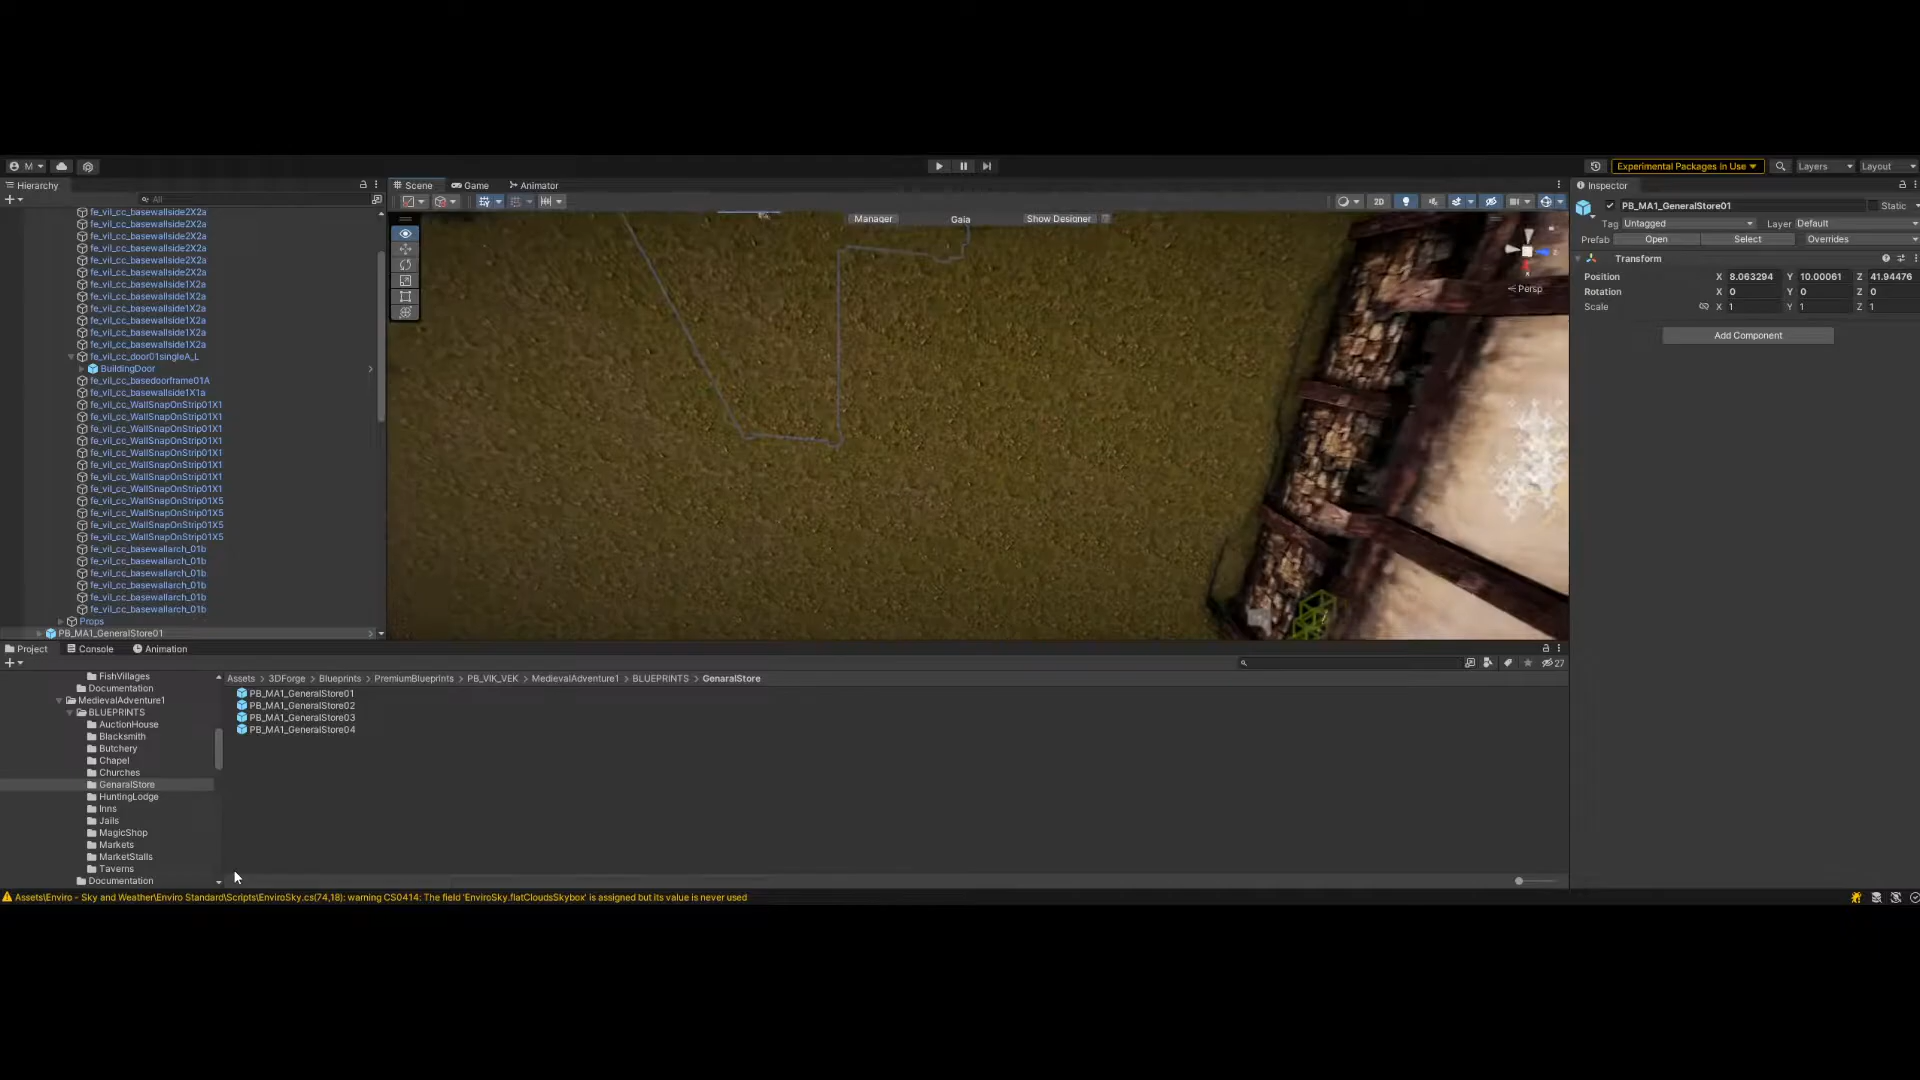 M
Experimental Packages In Use
Layers
Layout
Hierarchy
Scene
Game
Animator
Inspector
All
2D
fe_vil_cc_basewallside2X2a
fe_vil_cc_basewallside2X2a
fe_vil_cc_basewallside2X2a
fe_vil_cc_basewallside2X2a
fe_vil_cc_basewallside2X2a
fe_vil_cc_basewallside2X2a
fe_vil_cc_basewallside1X2a
fe_vil_cc_basewallside1X2a
fe_vil_cc_basewallside1X2a
fe_vil_cc_basewallside1X2a
fe_vil_cc_basewallside1X2a
fe_vil_cc_basewallside1X2a
fe_vil_cc_door01singleA_L
BuildingDoor
fe_vil_cc_basedoorframe01A
fe_vil_cc_basewallside1X1a
fe_vil_cc_WallSnapOnStrip01X1
fe_vil_cc_WallSnapOnStrip01X1
fe_vil_cc_WallSnapOnStrip01X1
fe_vil_cc_WallSnapOnStrip01X1
fe_vil_cc_WallSnapOnStrip01X1
fe_vil_cc_WallSnapOnStrip01X1
fe_vil_cc_WallSnapOnStrip01X1
fe_vil_cc_WallSnapOnStrip01X1
fe_vil_cc_WallSnapOnStrip01X5
fe_vil_cc_WallSnapOnStrip01X5
fe_vil_cc_WallSnapOnStrip01X5
fe_vil_cc_WallSnapOnStrip01X5
fe_vil_cc_basewallarch_01b
fe_vil_cc_basewallarch_01b
fe_vil_cc_basewallarch_01b
fe_vil_cc_basewallarch_01b
fe_vil_cc_basewallarch_01b
fe_vil_cc_basewallarch_01b
Props
PB_MA1_GeneralStore01
Manager Gaia Show Designer
Persp
PB_MA1_GeneralStore01 Static
Tag Untagged Layer Default
Prefab Open Select Overrides
Transform
Position X 8.063294 Y 10.00061 Z 41.94476
Rotation X 0 Y 0 Z 0
Scale X 1 Y 1 Z 1
Add Component
Project
Console
Animation
27
FishVillages
Documentation
MedievalAdventure1
BLUEPRINTS
AuctionHouse
Blacksmith
Butchery
Chapel
Churches
GenaralStore
HuntingLodge
Inns
Jails
MagicShop
Markets
MarketStalls
Taverns
Documentation
Assets > 3DForge > Blueprints > PremiumBlueprints > PB_VIK_VEK > MedievalAdventure1 > BLUEPRINTS > GenaralStore
PB_MA1_GeneralStore01
PB_MA1_GeneralStore02
PB_MA1_GeneralStore03
PB_MA1_GeneralStore04
Assets\Enviro - Sky and Weather\Enviro Standard\Scripts\EnviroSky.cs(74,18): warning CS0414: The field 'EnviroSky.flatCloudsSkybox' is assigned but its value is never used